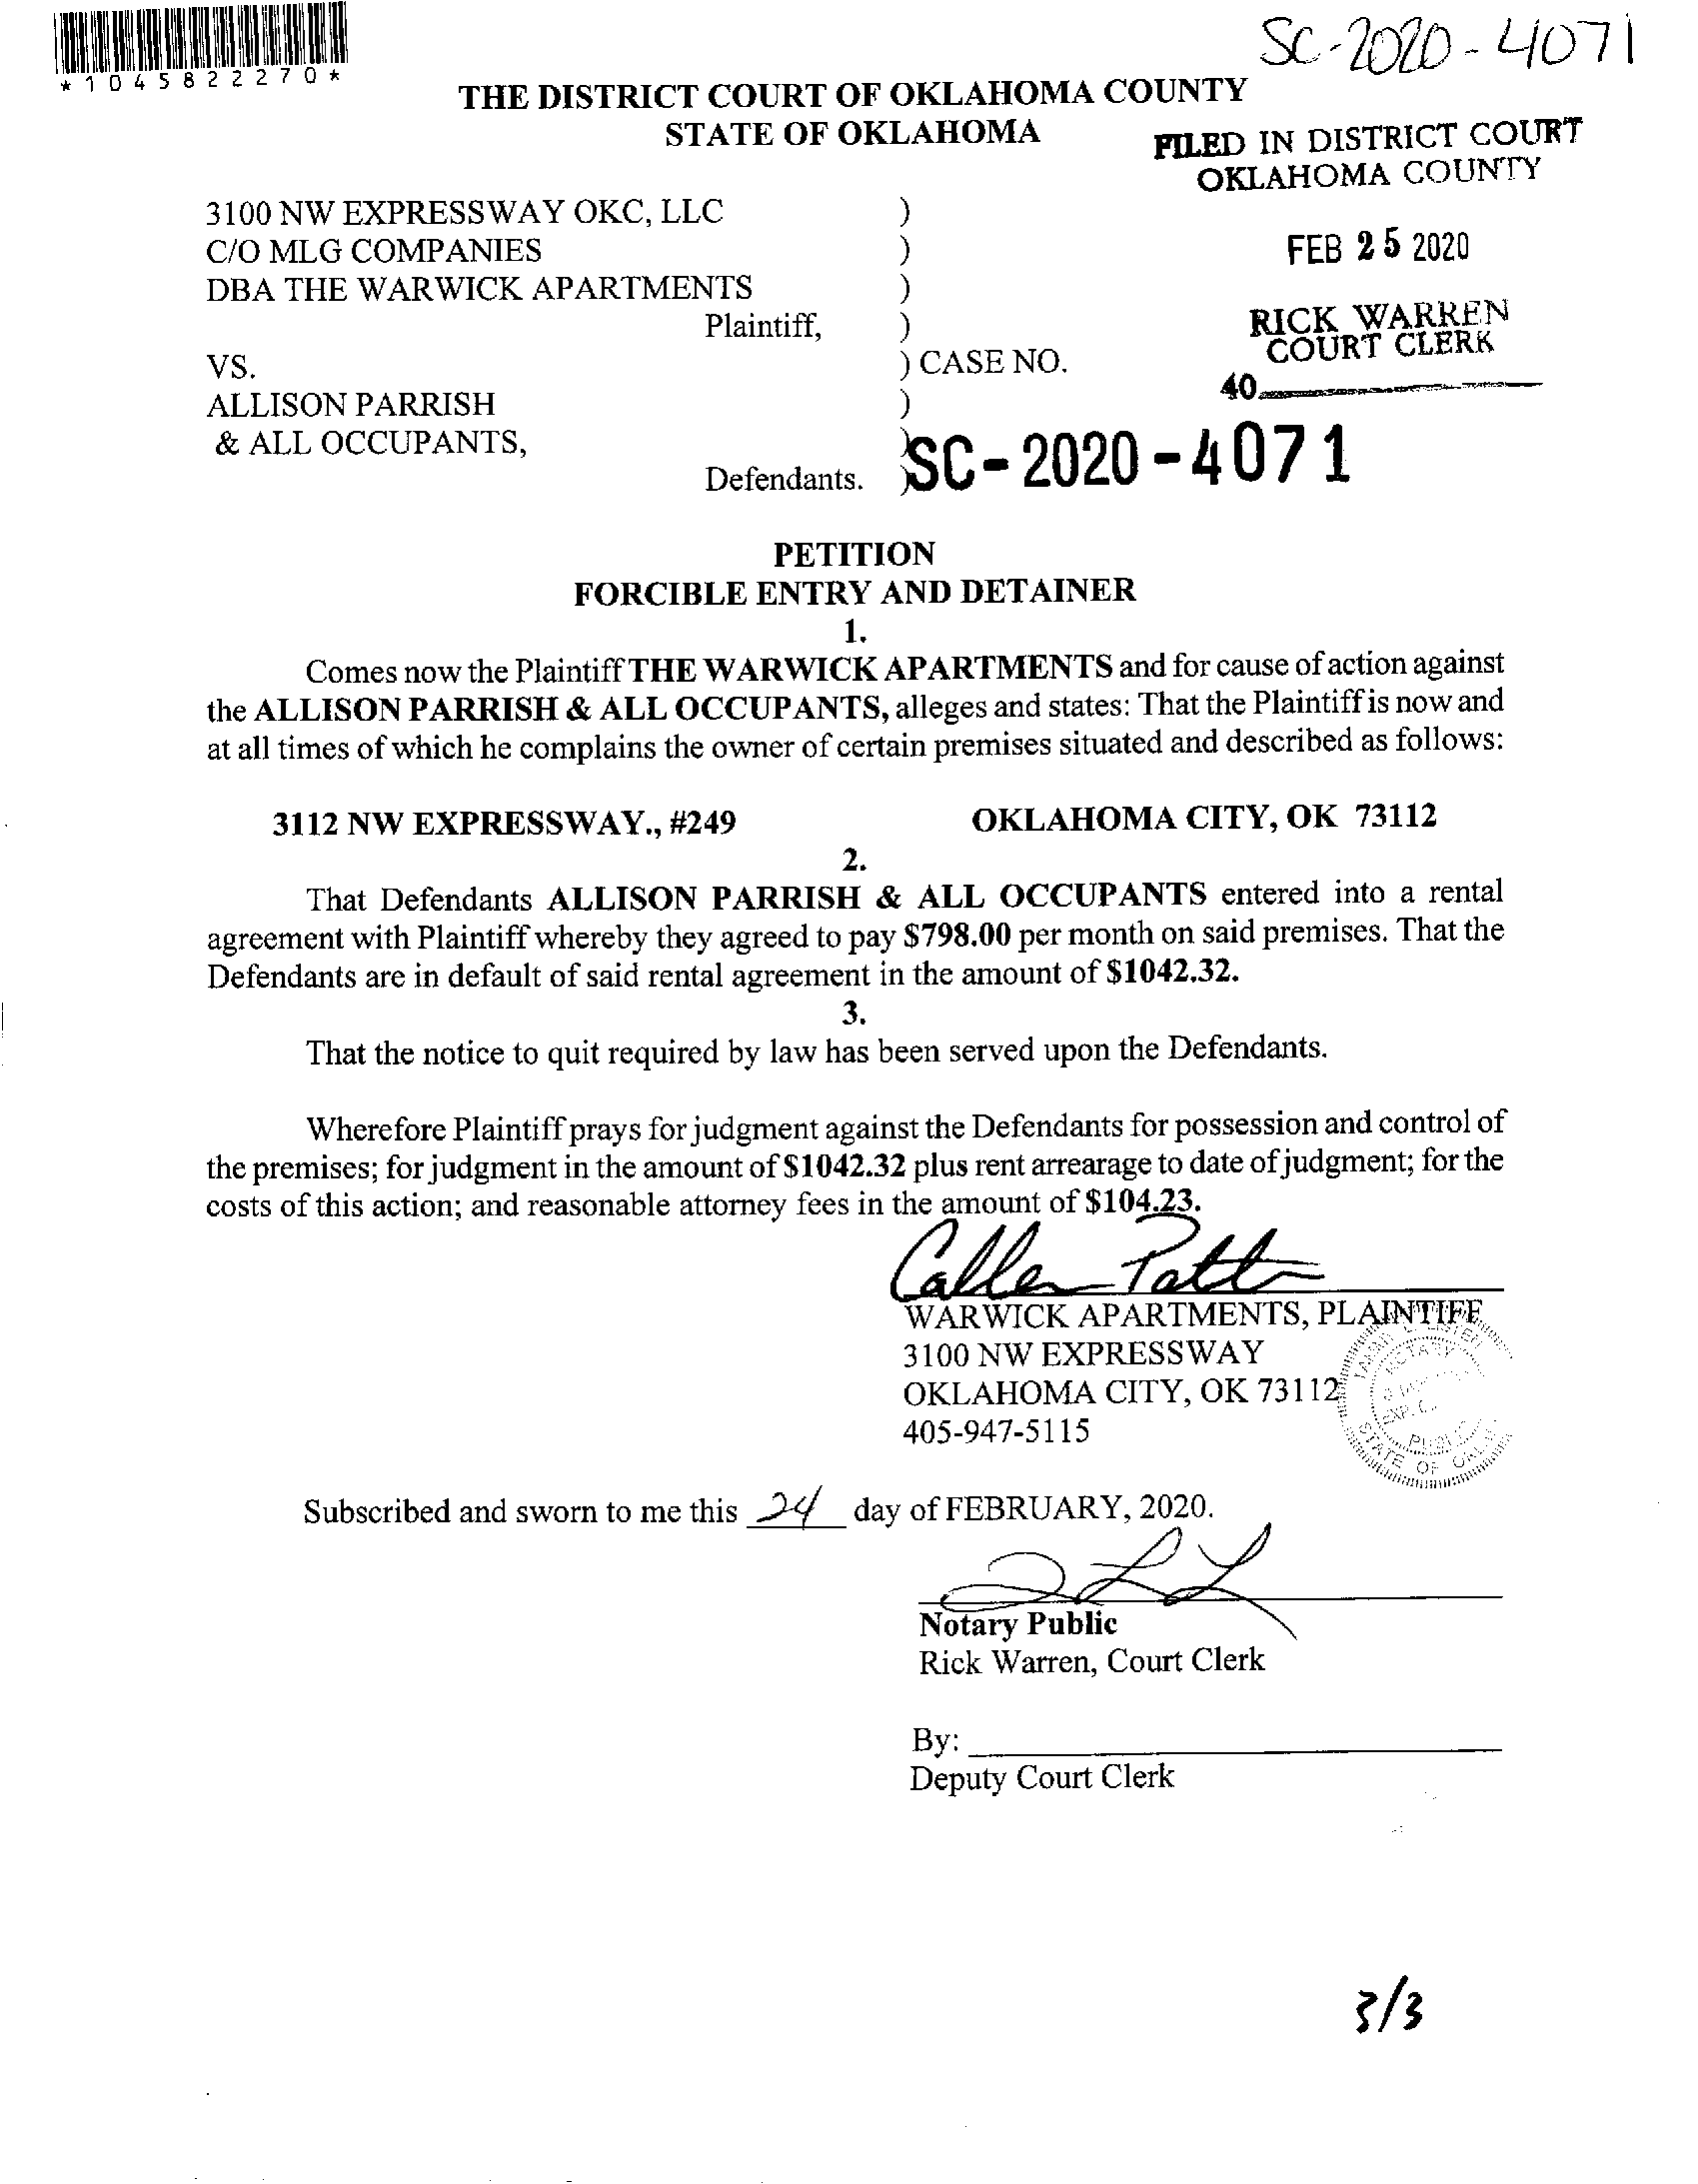 SC-2020-4071
*1045822270*
THE DISTRICT COURT OF OKLAHOMA COUNTY
STATE OF OKLAHOMA
FILED IN DISTRICT COURT
OKLAHOMA COUNTY
3100 NW EXPRESSWAY OKC, LLC )
C/O MLG COMPANIES )
FEB 25 2020
DBA THE WARWICK APARTMENTS )
Plaintiff, )
RICK WARREN
COURT CLERK
VS. ) CASE NO.
40
ALLISON PARRISH )
& ALL OCCUPANTS, )
Defendants. ) SC-2020-4071
PETITION
FORCIBLE ENTRY AND DETAINER
1.
Comes now the Plaintiff THE WARWICK APARTMENTS and for cause of action against
the ALLISON PARRISH & ALL OCCUPANTS, alleges and states: That the Plaintiff is now and
at all times of which he complains the owner of certain premises situated and described as follows:
3112 NW EXPRESSWAY., #249 OKLAHOMA CITY, OK 73112
2.
That Defendants ALLISON PARRISH & ALL OCCUPANTS entered into a rental
agreement with Plaintiff whereby they agreed to pay $798.00 per month on said premises. That the
Defendants are in default of said rental agreement in the amount of $1042.32.
3.
That the notice to quit required by law has been served upon the Defendants.
Wherefore Plaintiff prays for judgment against the Defendants for possession and control of
the premises; for judgment in the amount of $1042.32 plus rent arrearage to date of judgment; for the
costs of this action; and reasonable attorney fees in the amount of $104.23.
WARWICK APARTMENTS, PLAINTIFF
3100 NW EXPRESSWAY
OKLAHOMA CITY, OK 73112
405-947-5115
NOTARY
EXP.
PUBLIC
STATE OF
Subscribed and sworn to me this 24 day of FEBRUARY, 2020.
Notary Public
Rick Warren, Court Clerk
By:
Deputy Court Clerk
3/3